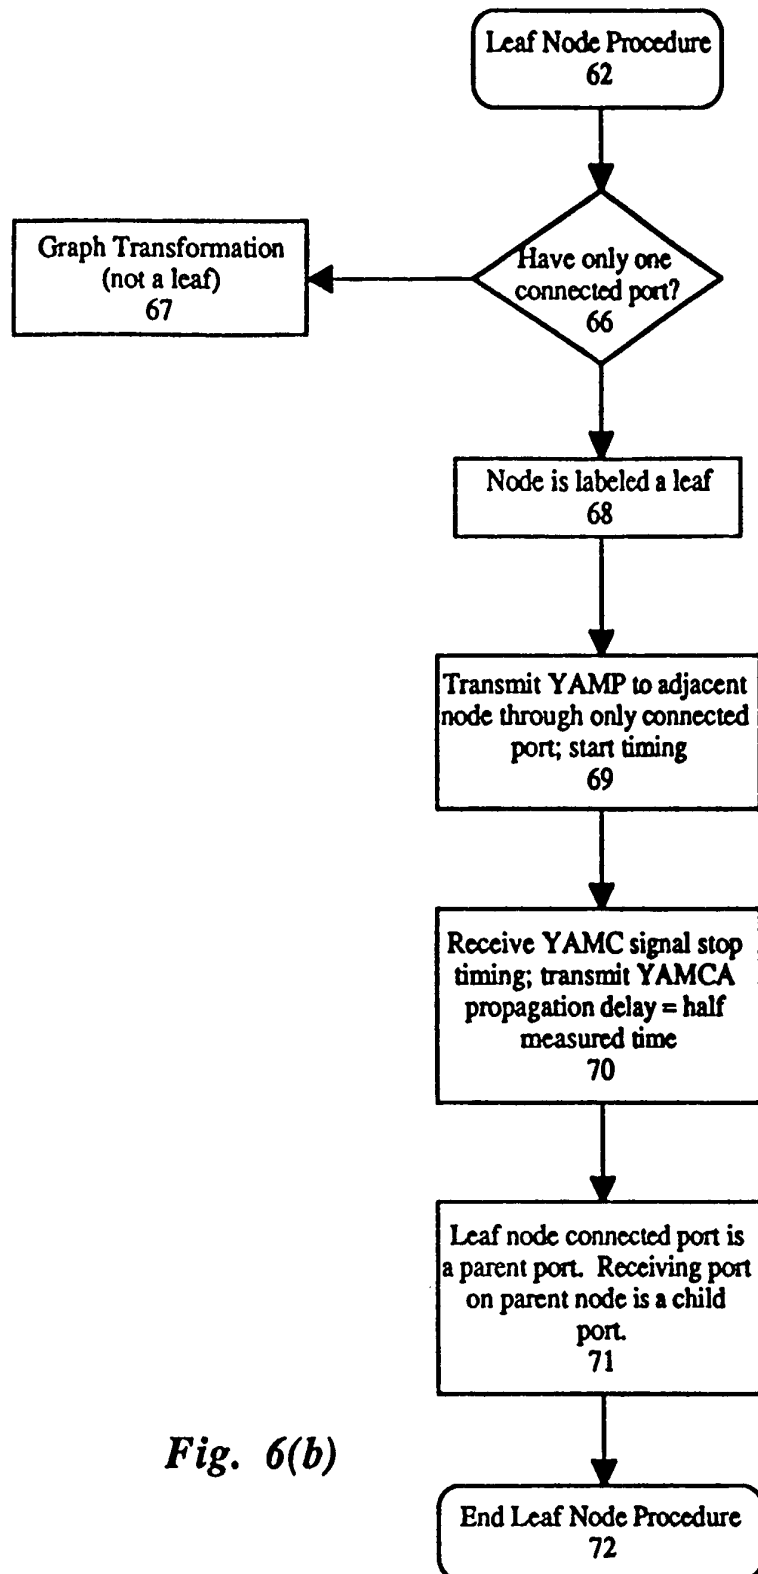 Leaf Node Procedure
62
Have only one
connected port?
66
Graph Transformation
(not a leaf)
67
Node is labeled a leaf
68
Transmit YAMP to adjacent
node through only connected
port; start timing
69
Receive YAMC signal stop
timing; transmit YAMCA
propagation delay = half
measured time
70
Leaf node connected port is
a parent port. Receiving port
on parent node is a child
port.
71
End Leaf Node Procedure
72
Fig. 6(b)